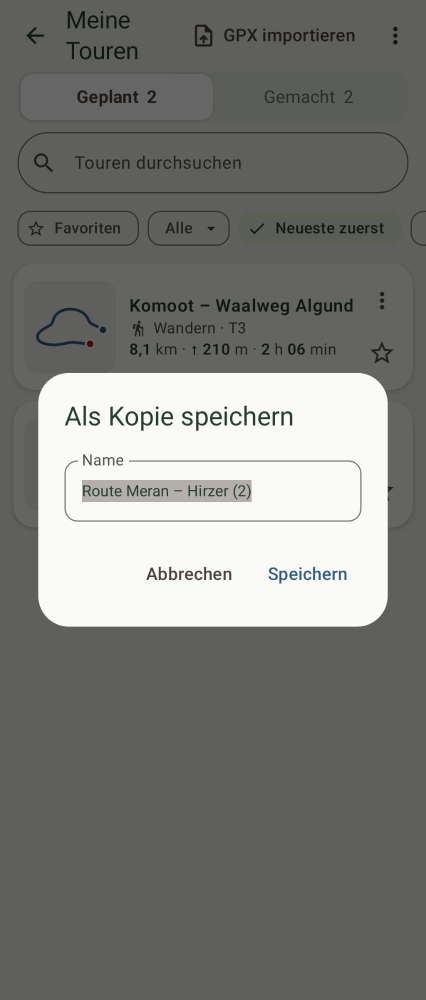 Meine
Touren
GPX importieren
Geplant 2
Gemacht 2
Touren durchsuchen
Favoriten
Alle
Neueste zuerst
Komoot – Waalweg Algund
Wandern · T3
8,1 km · ↑ 210 m · 2 h 06 min
Als Kopie speichern
Name
Route Meran – Hirzer (2)
Abbrechen
Speichern